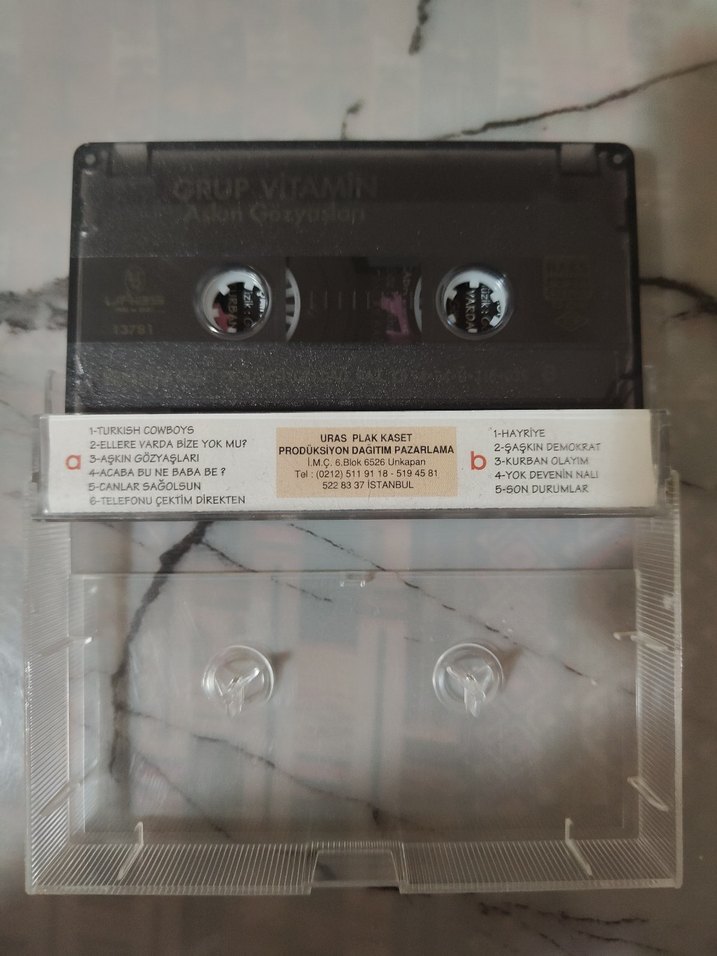 GRUP VİTAMİN
Aşkın Gözyaşları
13781
a
1-TURKISH COWBOYS
2-ELLERE VARDA BİZE YOK MU?
3-AŞKIN GÖZYAŞLARI
4-ACABA BU NE BABA BE ?
5-CANLAR SAĞOLSUN
6-TELEFONU ÇEKTİM DİREKTEN
URAS PLAK KASET
PRODÜKSİYON DAĞITIM PAZARLAMA
İ.M.Ç. 6.Blok 6526 Unkapan
Tel : (0212) 511 91 18 - 519 45 81
522 83 37 İSTANBUL
b
1-HAYRİYE
2-ŞAŞKIN DEMOKRAT
3-KURBAN OLAYIM
4-YOK DEVENİN NALI
5-SON DURUMLAR